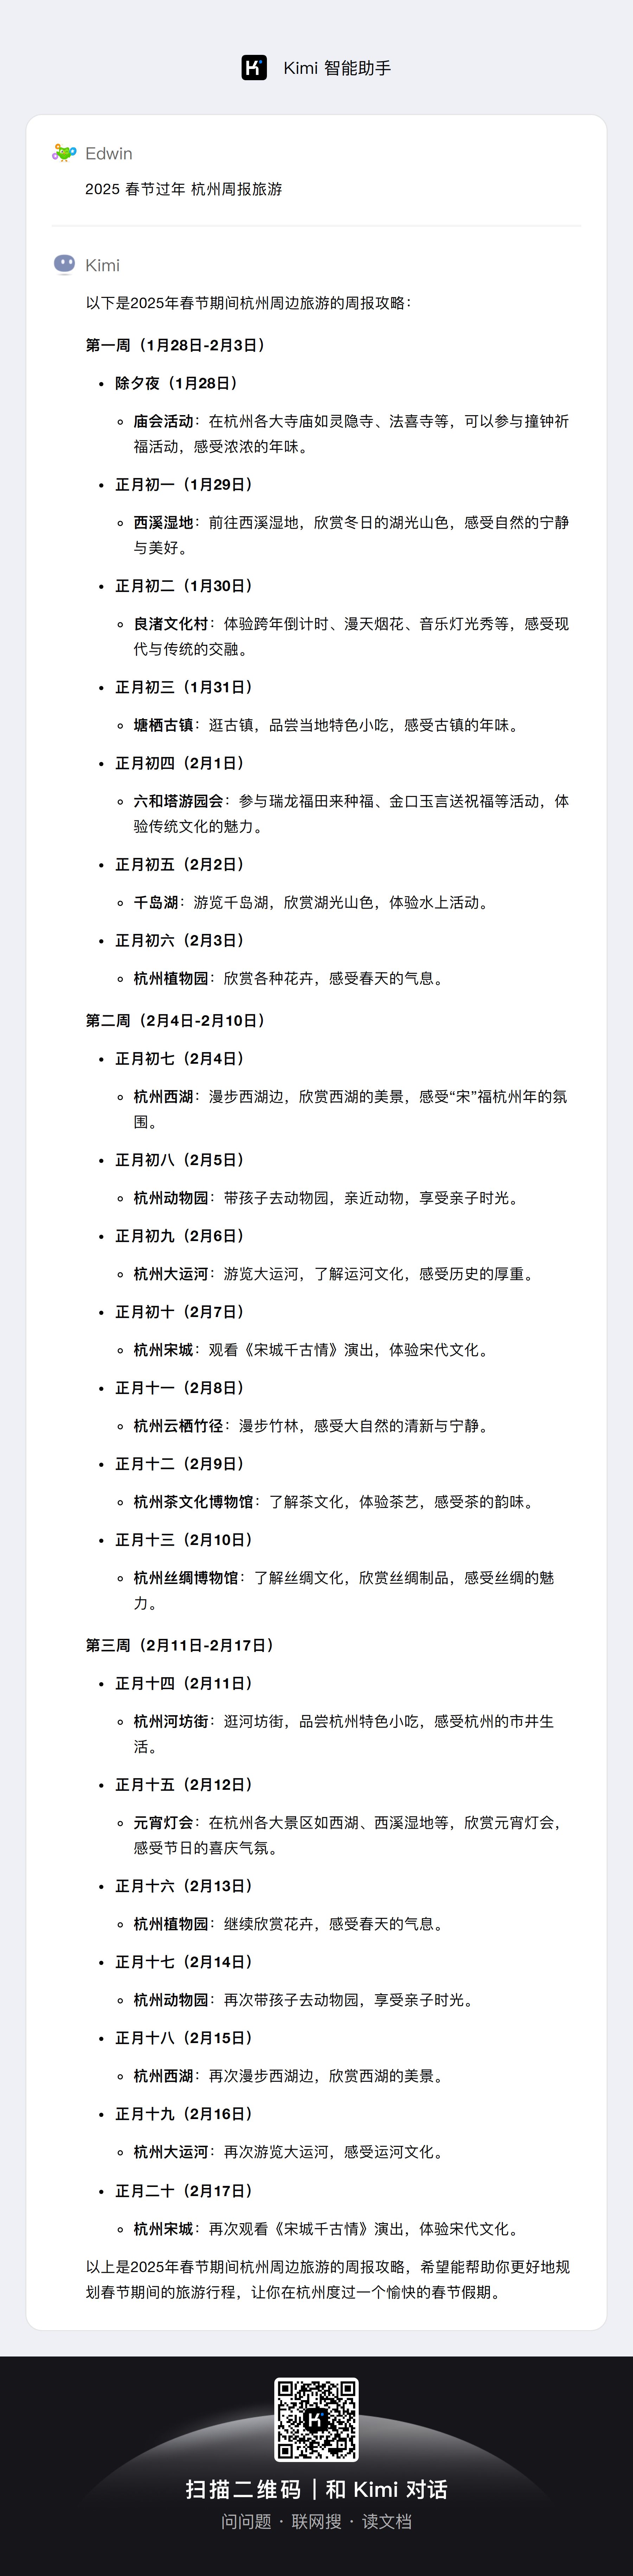 Kimi 智能助手
Edwin
2025 春节过年 杭州周报旅游
Kimi
以下是2025年春节期间杭州周边旅游的周报攻略：
第一周（1月28日-2月3日）
• 除夕夜（1月28日）
◦ 庙会活动：在杭州各大寺庙如灵隐寺、法喜寺等，可以参与撞钟祈
福活动，感受浓浓的年味。
• 正月初一（1月29日）
◦ 西溪湿地：前往西溪湿地，欣赏冬日的湖光山色，感受自然的宁静
与美好。
• 正月初二（1月30日）
◦ 良渚文化村：体验跨年倒计时、漫天烟花、音乐灯光秀等，感受现
代与传统的交融。
• 正月初三（1月31日）
◦ 塘栖古镇：逛古镇，品尝当地特色小吃，感受古镇的年味。
• 正月初四（2月1日）
◦ 六和塔游园会：参与瑞龙福田来种福、金口玉言送祝福等活动，体
验传统文化的魅力。
• 正月初五（2月2日）
◦ 千岛湖：游览千岛湖，欣赏湖光山色，体验水上活动。
• 正月初六（2月3日）
◦ 杭州植物园：欣赏各种花卉，感受春天的气息。
第二周（2月4日-2月10日）
• 正月初七（2月4日）
◦ 杭州西湖：漫步西湖边，欣赏西湖的美景，感受“宋”福杭州年的氛
围。
• 正月初八（2月5日）
◦ 杭州动物园：带孩子去动物园，亲近动物，享受亲子时光。
• 正月初九（2月6日）
◦ 杭州大运河：游览大运河，了解运河文化，感受历史的厚重。
• 正月初十（2月7日）
◦ 杭州宋城：观看《宋城千古情》演出，体验宋代文化。
• 正月十一（2月8日）
◦ 杭州云栖竹径：漫步竹林，感受大自然的清新与宁静。
• 正月十二（2月9日）
◦ 杭州茶文化博物馆：了解茶文化，体验茶艺，感受茶的韵味。
• 正月十三（2月10日）
◦ 杭州丝绸博物馆：了解丝绸文化，欣赏丝绸制品，感受丝绸的魅
力。
第三周（2月11日-2月17日）
• 正月十四（2月11日）
◦ 杭州河坊街：逛河坊街，品尝杭州特色小吃，感受杭州的市井生
活。
• 正月十五（2月12日）
◦ 元宵灯会：在杭州各大景区如西湖、西溪湿地等，欣赏元宵灯会，
感受节日的喜庆气氛。
• 正月十六（2月13日）
◦ 杭州植物园：继续欣赏花卉，感受春天的气息。
• 正月十七（2月14日）
◦ 杭州动物园：再次带孩子去动物园，享受亲子时光。
• 正月十八（2月15日）
◦ 杭州西湖：再次漫步西湖边，欣赏西湖的美景。
• 正月十九（2月16日）
◦ 杭州大运河：再次游览大运河，感受运河文化。
• 正月二十（2月17日）
◦ 杭州宋城：再次观看《宋城千古情》演出，体验宋代文化。
以上是2025年春节期间杭州周边旅游的周报攻略，希望能帮助你更好地规
划春节期间的旅游行程，让你在杭州度过一个愉快的春节假期。
扫描二维码｜和 Kimi 对话
问问题 · 联网搜 · 读文档